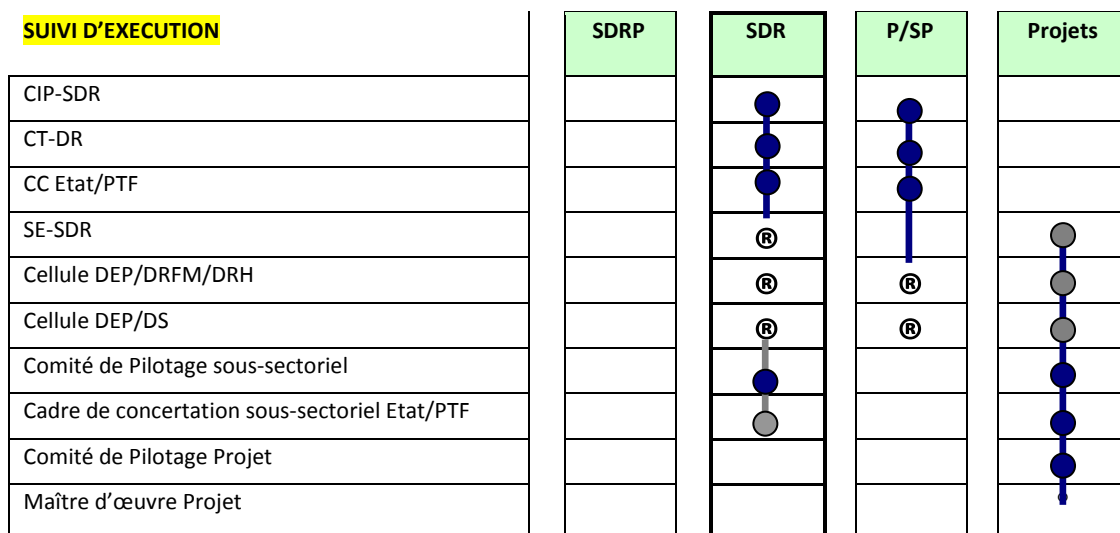 SUIVI D’EXECUTION SDRP SDR P/SP Projets
CIP-SDR
CT-DR
CC Etat/PTF
SE-SDR ®
Cellule DEP/DRFM/DRH ® ®
Cellule DEP/DS ® ®
Comité de Pilotage sous-sectoriel
Cadre de concertation sous-sectoriel Etat/PTF
Comité de Pilotage Projet
Maître d’œuvre Projet